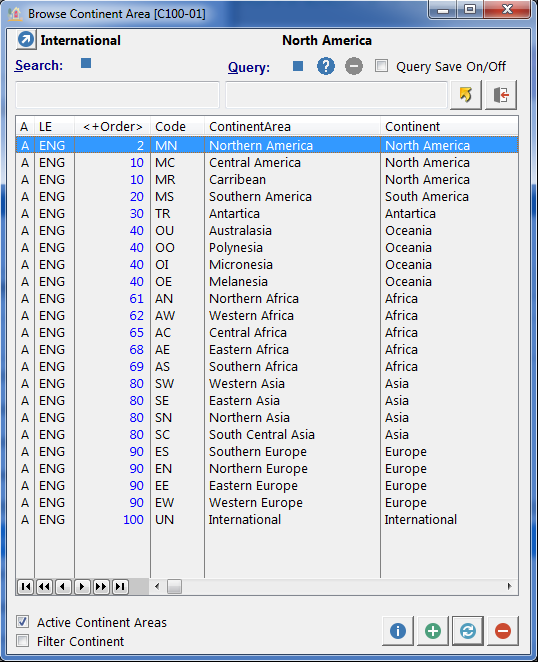 Browse Continent Area [C100-01]
International North America
Search: Query: Query Save On/Off
A LE <+Order> Code ContinentArea Continent
A ENG 2 MN Northern America North America
A ENG 10 MC Central America North America
A ENG 10 MR Carribean North America
A ENG 20 MS Southern America South America
A ENG 30 TR Antartica Antartica
A ENG 40 OU Australasia Oceania
A ENG 40 OO Polynesia Oceania
A ENG 40 OI Micronesia Oceania
A ENG 40 OE Melanesia Oceania
A ENG 61 AN Northern Africa Africa
A ENG 62 AW Western Africa Africa
A ENG 65 AC Central Africa Africa
A ENG 68 AE Eastern Africa Africa
A ENG 69 AS Southern Africa Africa
A ENG 80 SW Western Asia Asia
A ENG 80 SE Eastern Asia Asia
A ENG 80 SN Northern Asia Asia
A ENG 80 SC South Central Asia Asia
A ENG 90 ES Southern Europe Europe
A ENG 90 EN Northern Europe Europe
A ENG 90 EE Eastern Europe Europe
A ENG 90 EW Western Europe Europe
A ENG 100 UN International International
Active Continent Areas
Filter Continent